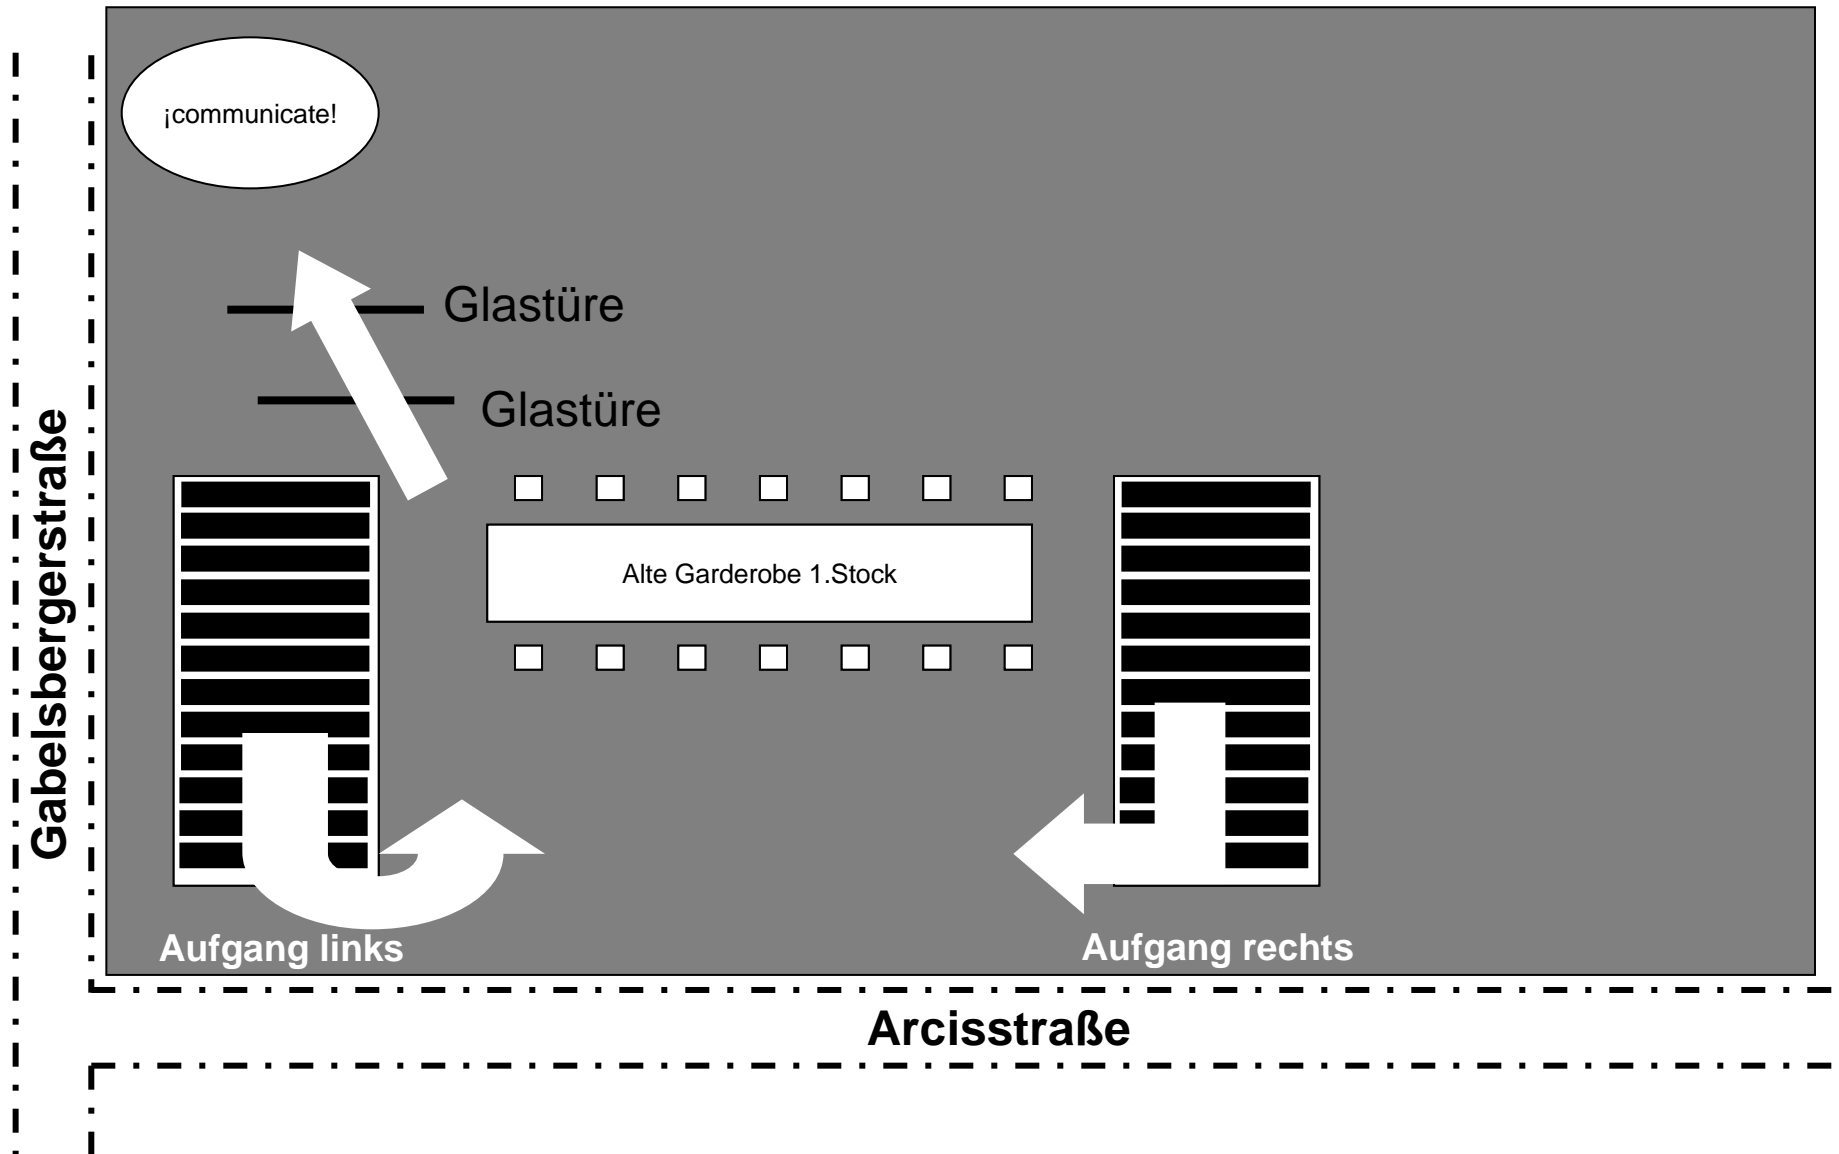 ¡communicate!
Glastüre
Glastüre
Gabelsbergerstraße
Alte Garderobe 1.Stock
Aufgang links
Aufgang rechts
Arcisstraße